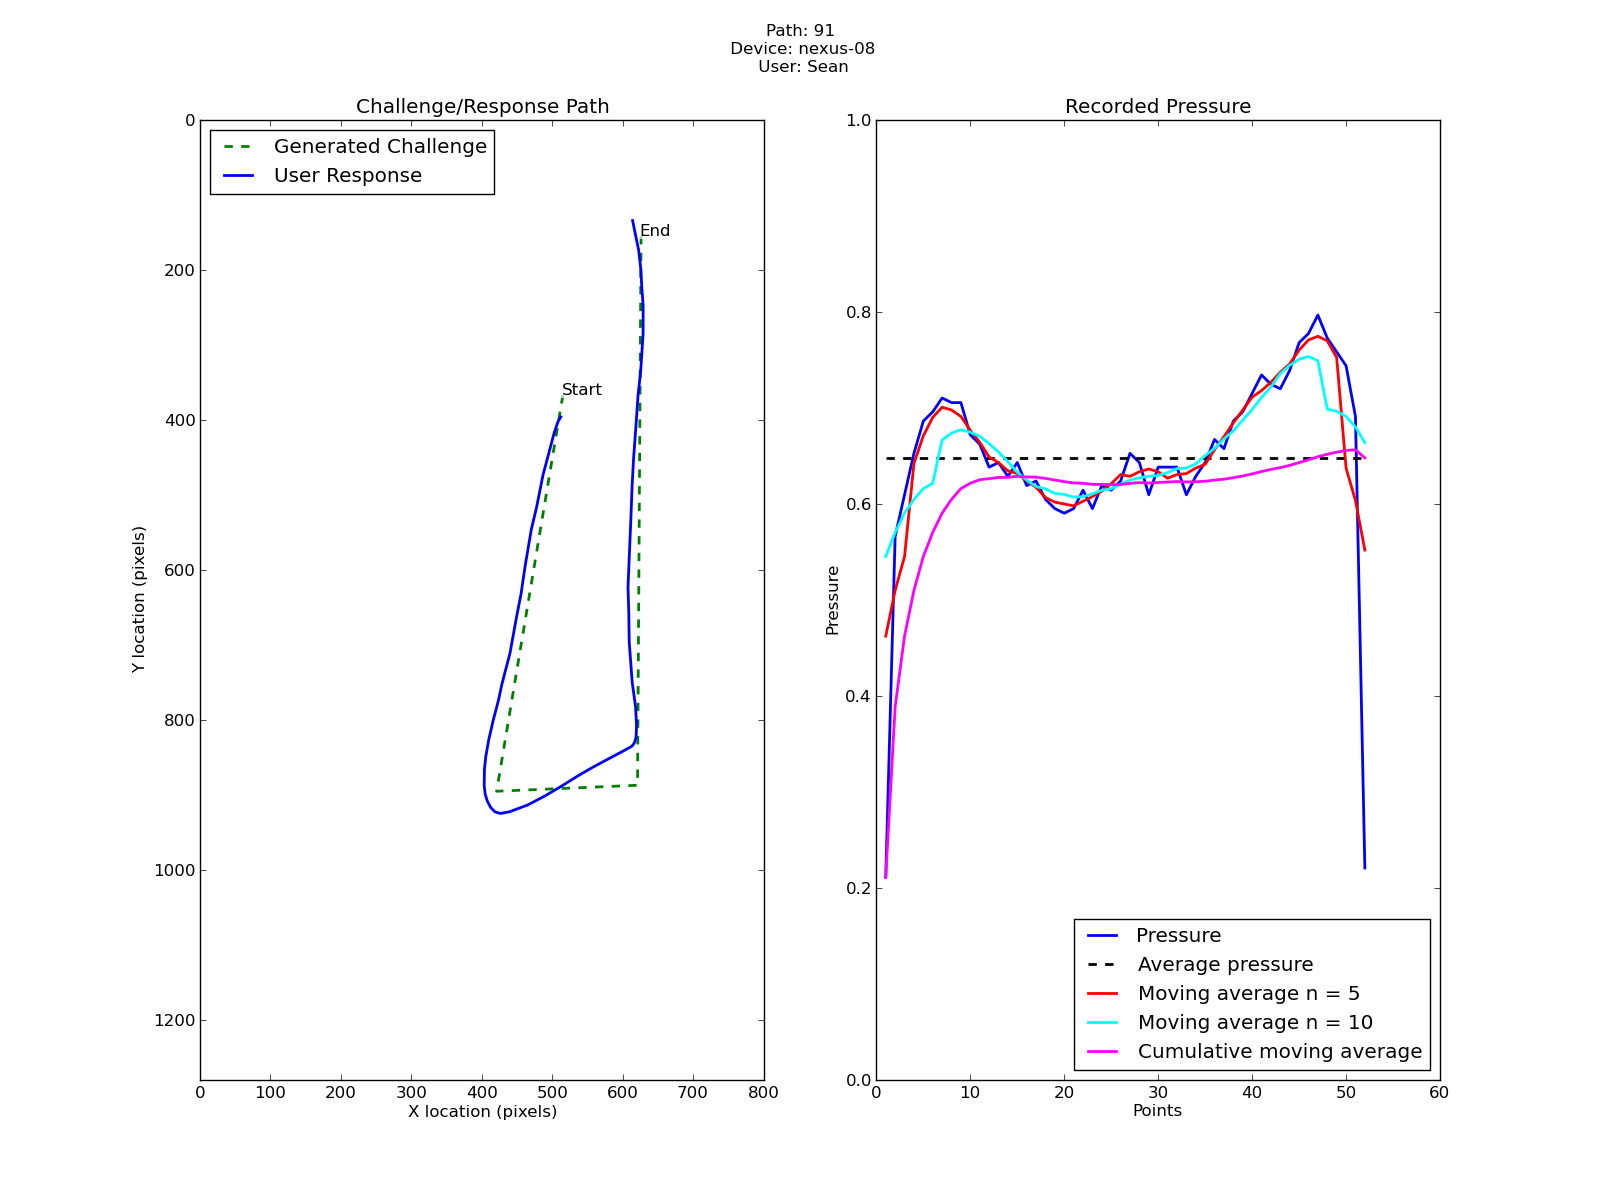 Path: 91
Device: nexus-08
User: Sean
Challenge/Response Path
Generated Challenge
User Response
End
Start
0
200
400
600
800
1000
1200
Y location (pixels)
0 100 200 300 400 500 600 700 800
X location (pixels)
Recorded Pressure
1.0
0.8
0.6
0.4
0.2
0.0
Pressure
Pressure
Average pressure
Moving average n = 5
Moving average n = 10
Cumulative moving average
0 10 20 30 40 50 60
Points